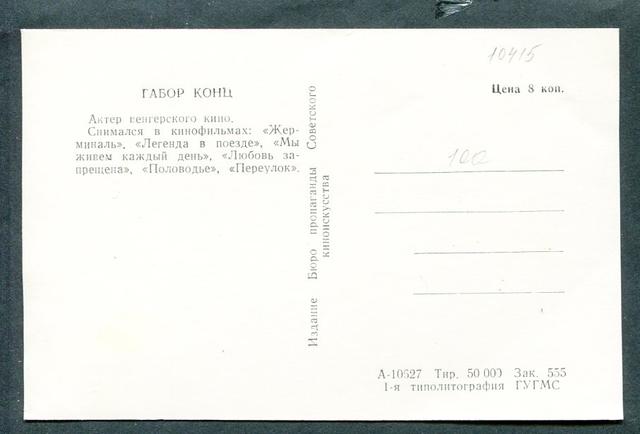 10415
Цена 8 коп.
ГАБОР КОНЦ
Актер венгерского кино.
Снимался в кинофильмах: «Жер-
миналь», «Легенда в поезде», «Мы
живем каждый день», «Любовь за-
прещена», «Половодье», «Переулок».
Издание Бюро пропаганды Советского
киноискусства
100
А-10627 Тир. 50 000 Зак. 555
1-я типолитография ГУГМС